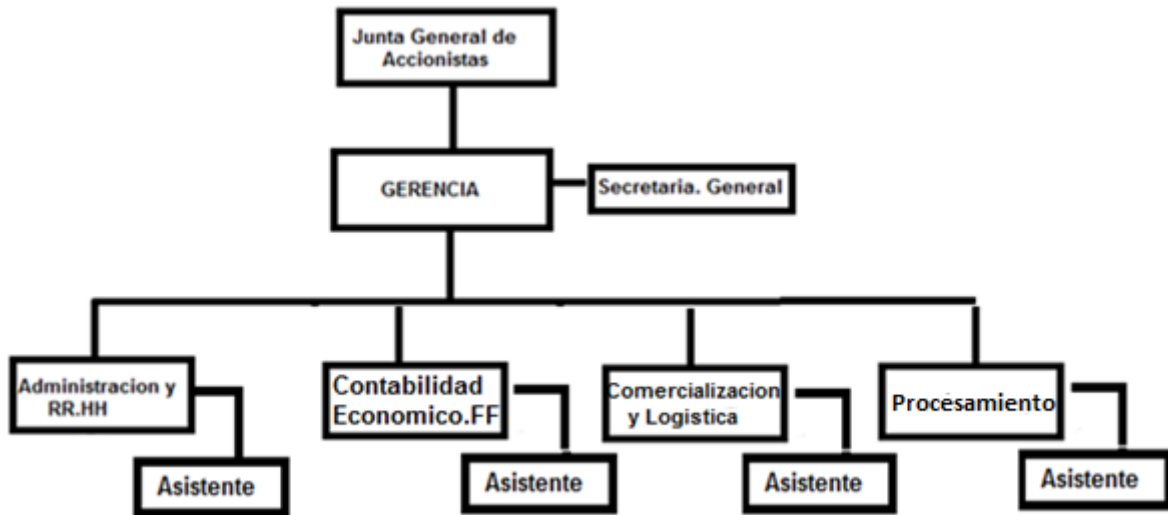 Junta General de
Accionistas
GERENCIA
Secretaria. General
Administracion y
RR.HH
Contabilidad
Economico.FF
Comercializacion
y Logistica
Procesamiento
Asistente
Asistente
Asistente
Asistente